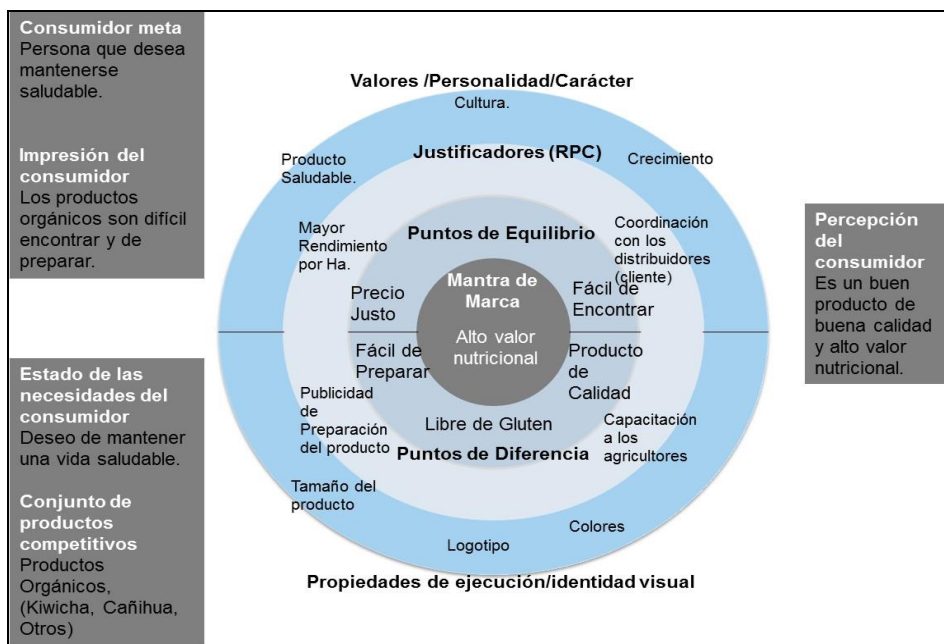 Consumidor meta
Persona que desea
mantenerse
saludable.
Impresión del
consumidor
Los productos
orgánicos son difícil
encontrar y de
preparar.
Estado de las
necesidades del
consumidor
Deseo de mantener
una vida saludable.
Conjunto de
productos
competitivos
Productos
Orgánicos,
(Kiwicha, Cañihua,
Otros)
Valores /Personalidad/Carácter
Cultura.
Producto
Saludable.
Crecimiento
Justificadores (RPC)
Mayor
Rendimiento
por Ha.
Coordinación
con los
distribuidores
(cliente)
Puntos de Equilibrio
Precio
Justo
Fácil de
Encontrar
Mantra de
Marca
Alto valor
nutricional
Fácil de
Preparar
Producto
de
Calidad
Libre de Gluten
Puntos de Diferencia
Publicidad
de
Preparación
del producto
Capacitación
a los
agricultores
Tamaño del
producto
Logotipo
Colores
Propiedades de ejecución/identidad visual
Percepción
del
consumidor
Es un buen
producto de
buena calidad
y alto valor
nutricional.